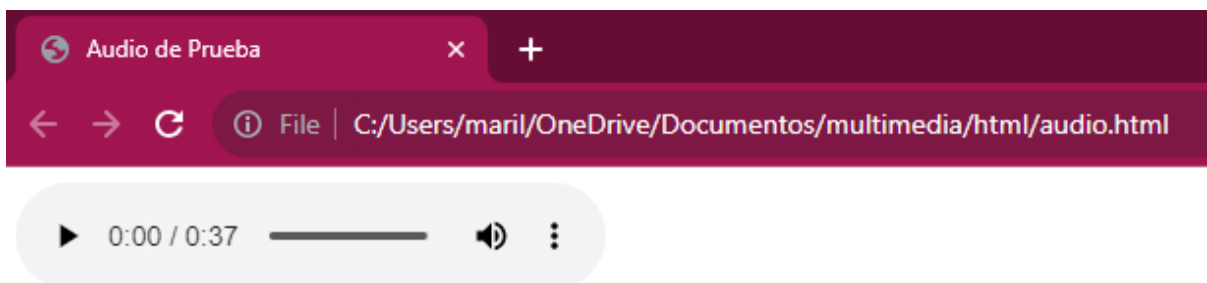 Audio de Prueba
File | C:/Users/maril/OneDrive/Documentos/multimedia/html/audio.html
0:00 / 0:37